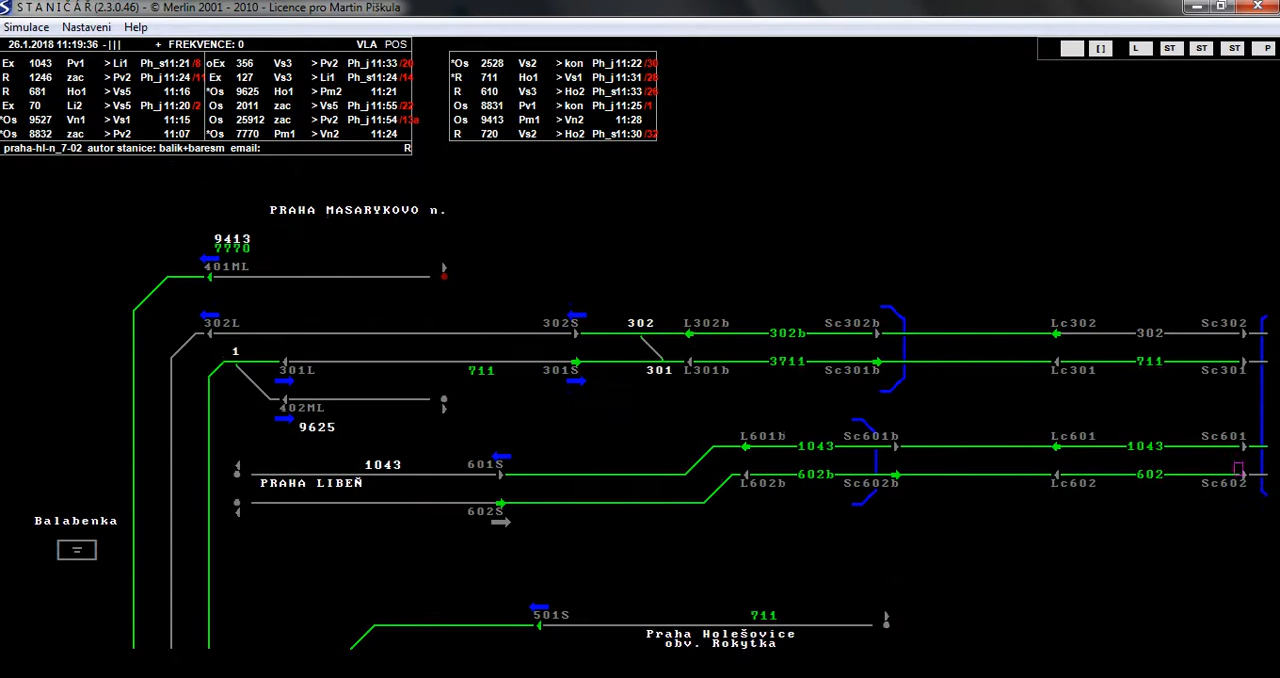 S T A N I Č Á Ř (2.3.0.46) - © Merlin 2001 - 2010 - Licence pro Martin Piškula
Simulace Nastaveni Help
26.1.2018 11:19:36 - ||| + FREKVENCE: 0 VLA POS
Ex 1043 Pv1 > Li1 Ph_s11:21 /8
R 1246 zac > Pv2 Ph_j11:24 /11
R 681 Ho1 > Vs5 11:16
Ex 70 Li2 > Vs5 Ph_j11:20 /2
*Os 9527 Vn1 > Vs1 11:15
*Os 8832 zac > Pv2 11:07
oEx 356 Vs3 > Pv2 Ph_j11:33 /20
Ex 127 Vs3 > Li1 Ph_s11:24 /14
*Os 9625 Ho1 > Pm2 11:21
Os 2011 zac > Vs5 Ph_j11:55 /22
Os 25912 zac > Pv2 Ph_j11:54 /13a
*Os 7770 Pm1 > Vn2 11:24
praha-hl-n_7-02 autor stanice: balik+baresm email: R
*Os 2528 Vs2 > kon Ph_j11:22 /30
*R 711 Ho1 > Vs1 Ph_j11:31 /28
R 610 Vs3 > Ho2 Ph_s11:33 /26
Os 8831 Pv1 > kon Ph_j11:25 /1
Os 9413 Pm1 > Vn2 11:28
R 720 Vs2 > Ho2 Ph_s11:30 /32
[ ] L ST ST ST P
PRAHA MASARYKOVO n.
9413
7770
401ML
302L 302S 302 L302b 302b Sc302b Lc302 302 Sc302
1
301L 711 301S 301 L301b 3711 Sc301b Lc301 711 Sc301
402ML
9625
L601b 1043 Sc601b Lc601 1043 Sc601
1043 601S
PRAHA LIBEŇ
L602b 602b Sc602b Lc602 602 Sc602
602S
Balabenka
=
501S 711
Praha Holešovice
obv. Rokytka